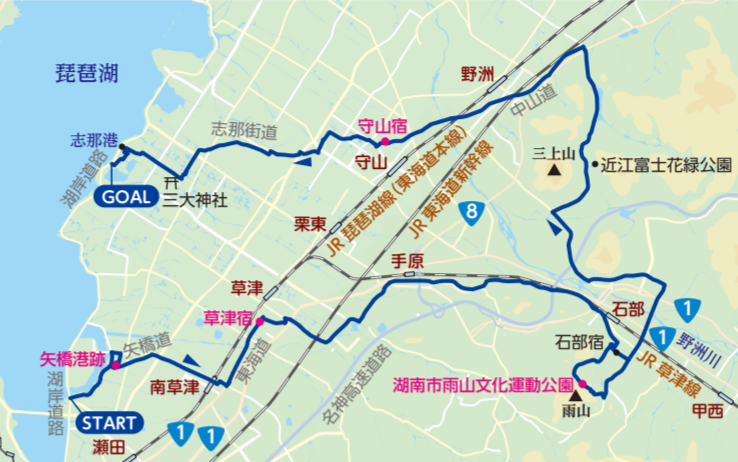 琵琶湖
野洲
中山道
志那街道
守山宿
志那港
守山
三上山
近江富士花緑公園
湖岸道路
GOAL
三大神社
JR 琵琶湖線(東海道本線)
JR 東海道新幹線
8
栗東
手原
草津
草津宿
石部
1
1
野洲川
矢橋道
東海道
矢橋港跡
石部宿
JR 草津線
名神高速道路
南草津
湖南市雨山文化運動公園
湖岸道路
START
雨山
甲西
1
1
瀬田